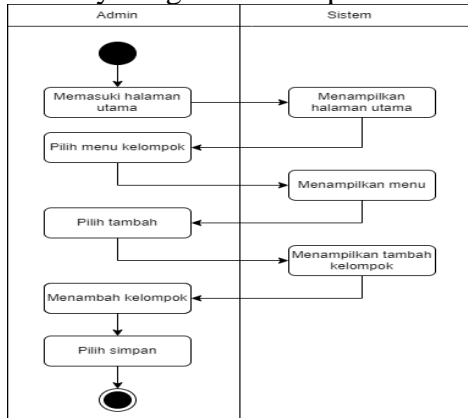 Admin
Sistem
Memasuki halaman
utama
Menampilkan
halaman utama
Pilih menu kelompok
Menampilkan menu
Pilih tambah
Menampilkan tambah
kelompok
Menambah kelompok
Pilih simpan